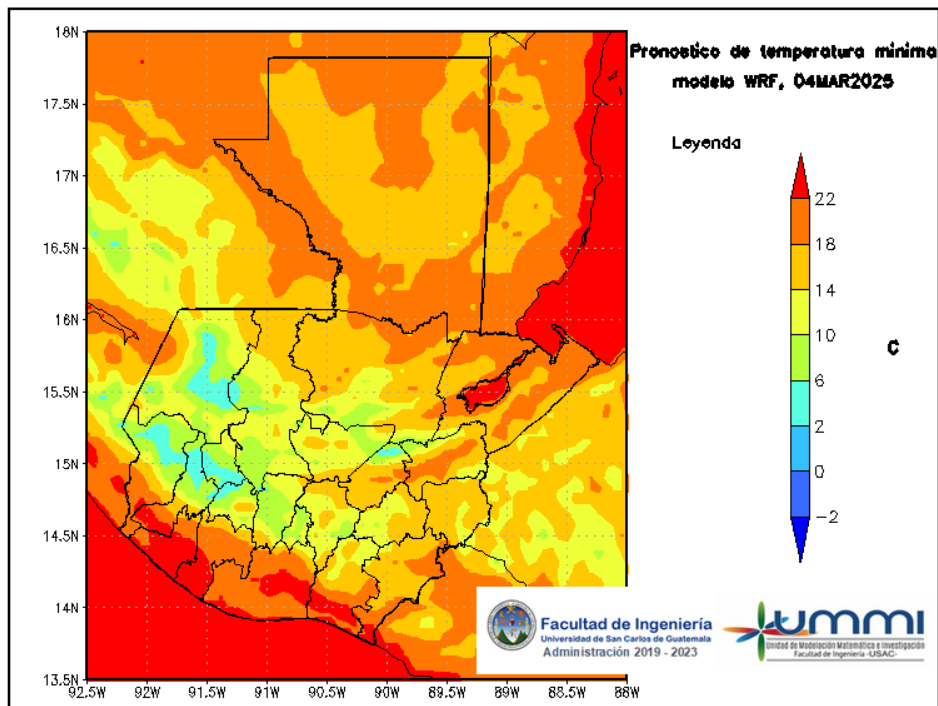 Pronostico de temperatura minima
modelo WRF, 04MAR2025
Leyenda
22
18
14
10
6
2
0
−2
C
18N
17.5N
17N
16.5N
16N
15.5N
15N
14.5N
14N
13.5N
92.5W 92W 91.5W 91W 90.5W 90W 89.5W 89W 88.5W 88W
Facultad de Ingeniería
Universidad de San Carlos de Guatemala
Administración 2019 - 2023
ummi
Unidad de Modelación Matemática e Investigación
Facultad de Ingeniería -USAC-